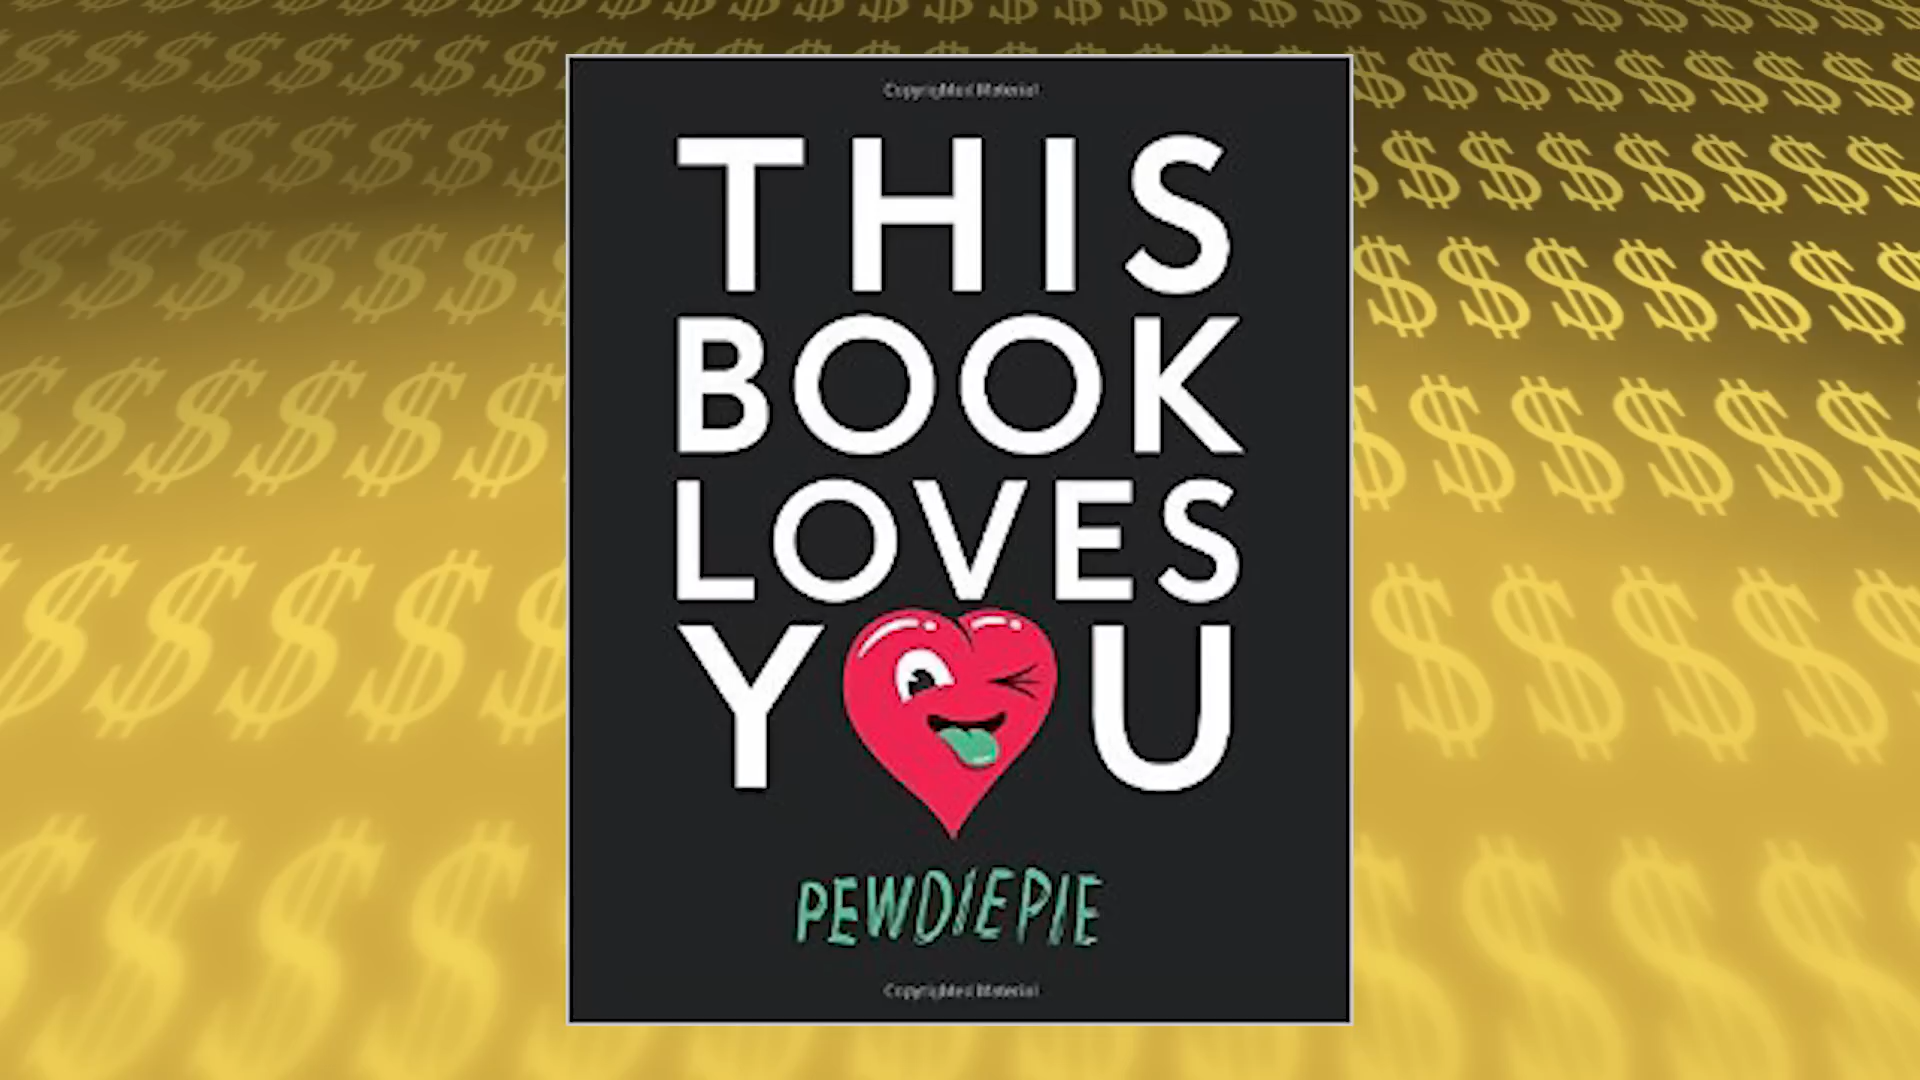 Copyrighted Material
THIS
BOOK
LOVES
Y U
PEWDIEPIE
Copyrighted Material